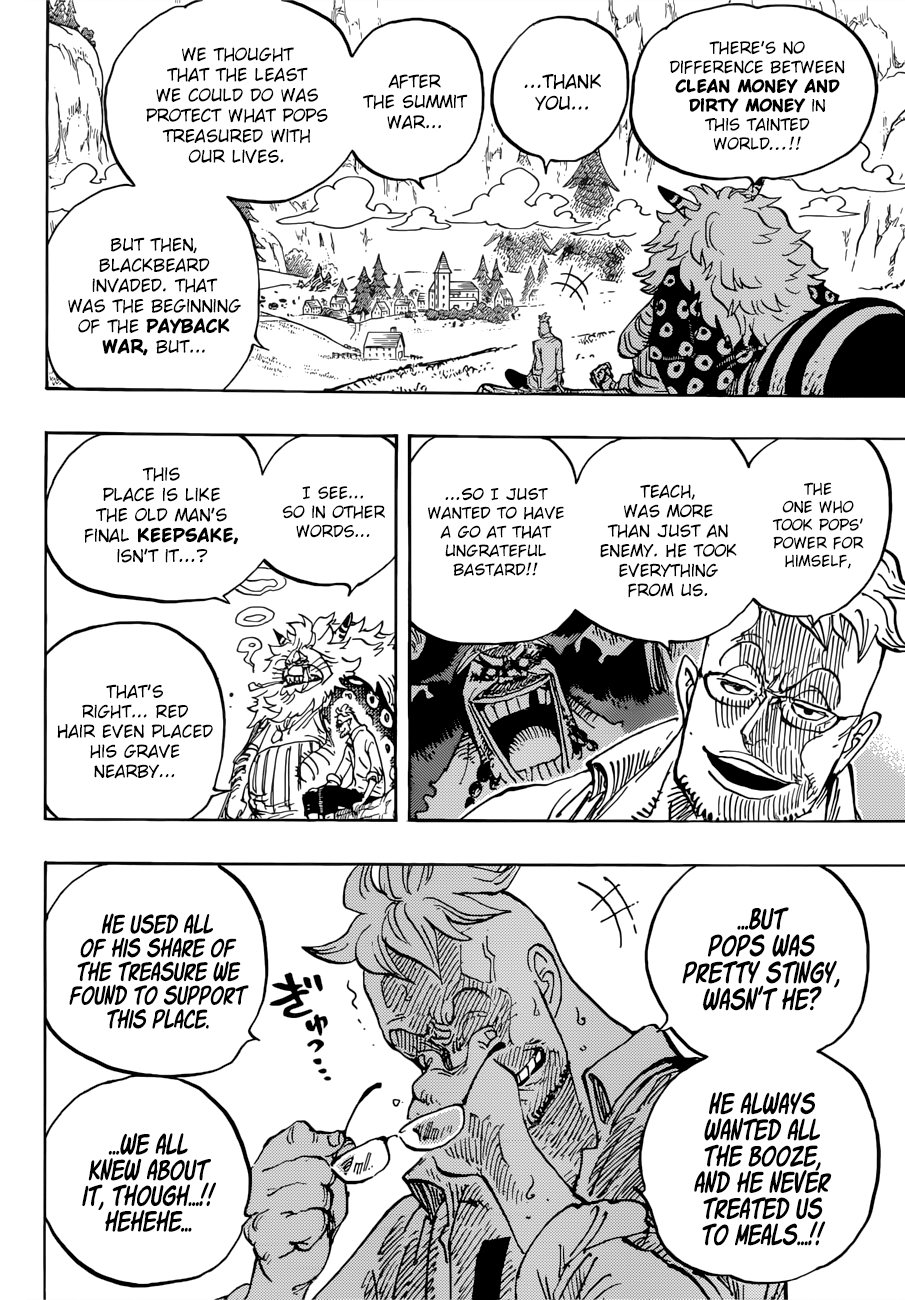 THERE'S NO
DIFFERENCE BETWEEN
CLEAN MONEY AND
DIRTY MONEY IN
THIS TAINTED
WORLD...!!
...THANK
YOU...
AFTER
THE SUMMIT
WAR...
WE THOUGHT
THAT THE LEAST
WE COULD DO WAS
PROTECT WHAT POPS
TREASURED WITH
OUR LIVES.
BUT THEN,
BLACKBEARD
INVADED. THAT
WAS THE BEGINNING
OF THE PAYBACK
WAR, BUT...
THE
ONE WHO
TOOK POPS'
POWER FOR
HIMSELF,
TEACH,
WAS MORE
THAN JUST AN
ENEMY. HE TOOK
EVERYTHING
FROM US.
...SO I JUST
WANTED TO HAVE
A GO AT THAT
UNGRATEFUL
BASTARD!!
I SEE...
SO IN OTHER
WORDS...
THIS
PLACE IS LIKE
THE OLD MAN'S
FINAL KEEPSAKE,
ISN'T IT...?
THAT'S
RIGHT... RED
HAIR EVEN PLACED
HIS GRAVE
NEARBY...
...BUT
POPS WAS
PRETTY STINGY,
WASN'T HE?
HE ALWAYS
WANTED ALL
THE BOOZE,
AND HE NEVER
TREATED US
TO MEALS...!!
ぎゅっ...
HE USED ALL
OF HIS SHARE OF
THE TREASURE WE
FOUND TO SUPPORT
THIS PLACE.
...WE ALL
KNEW ABOUT
IT, THOUGH...!!
HEHEHE...